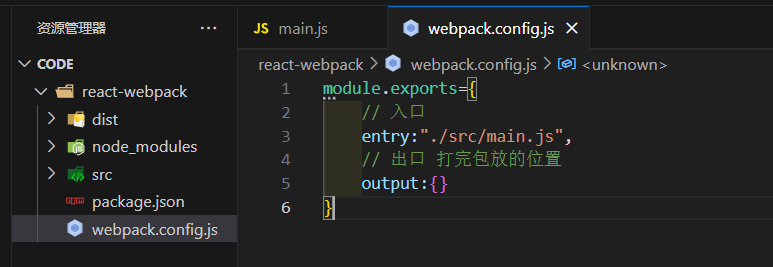 资源管理器 ···
CODE
react-webpack
dist
node_modules
src
package.json
webpack.config.js
JS main.js
webpack.config.js ×
react-webpack > webpack.config.js > <unknown>
1 module.exports={
2 // 入口
3 entry:"./src/main.js",
4 // 出口 打完包放的位置
5 output:{}
6 }